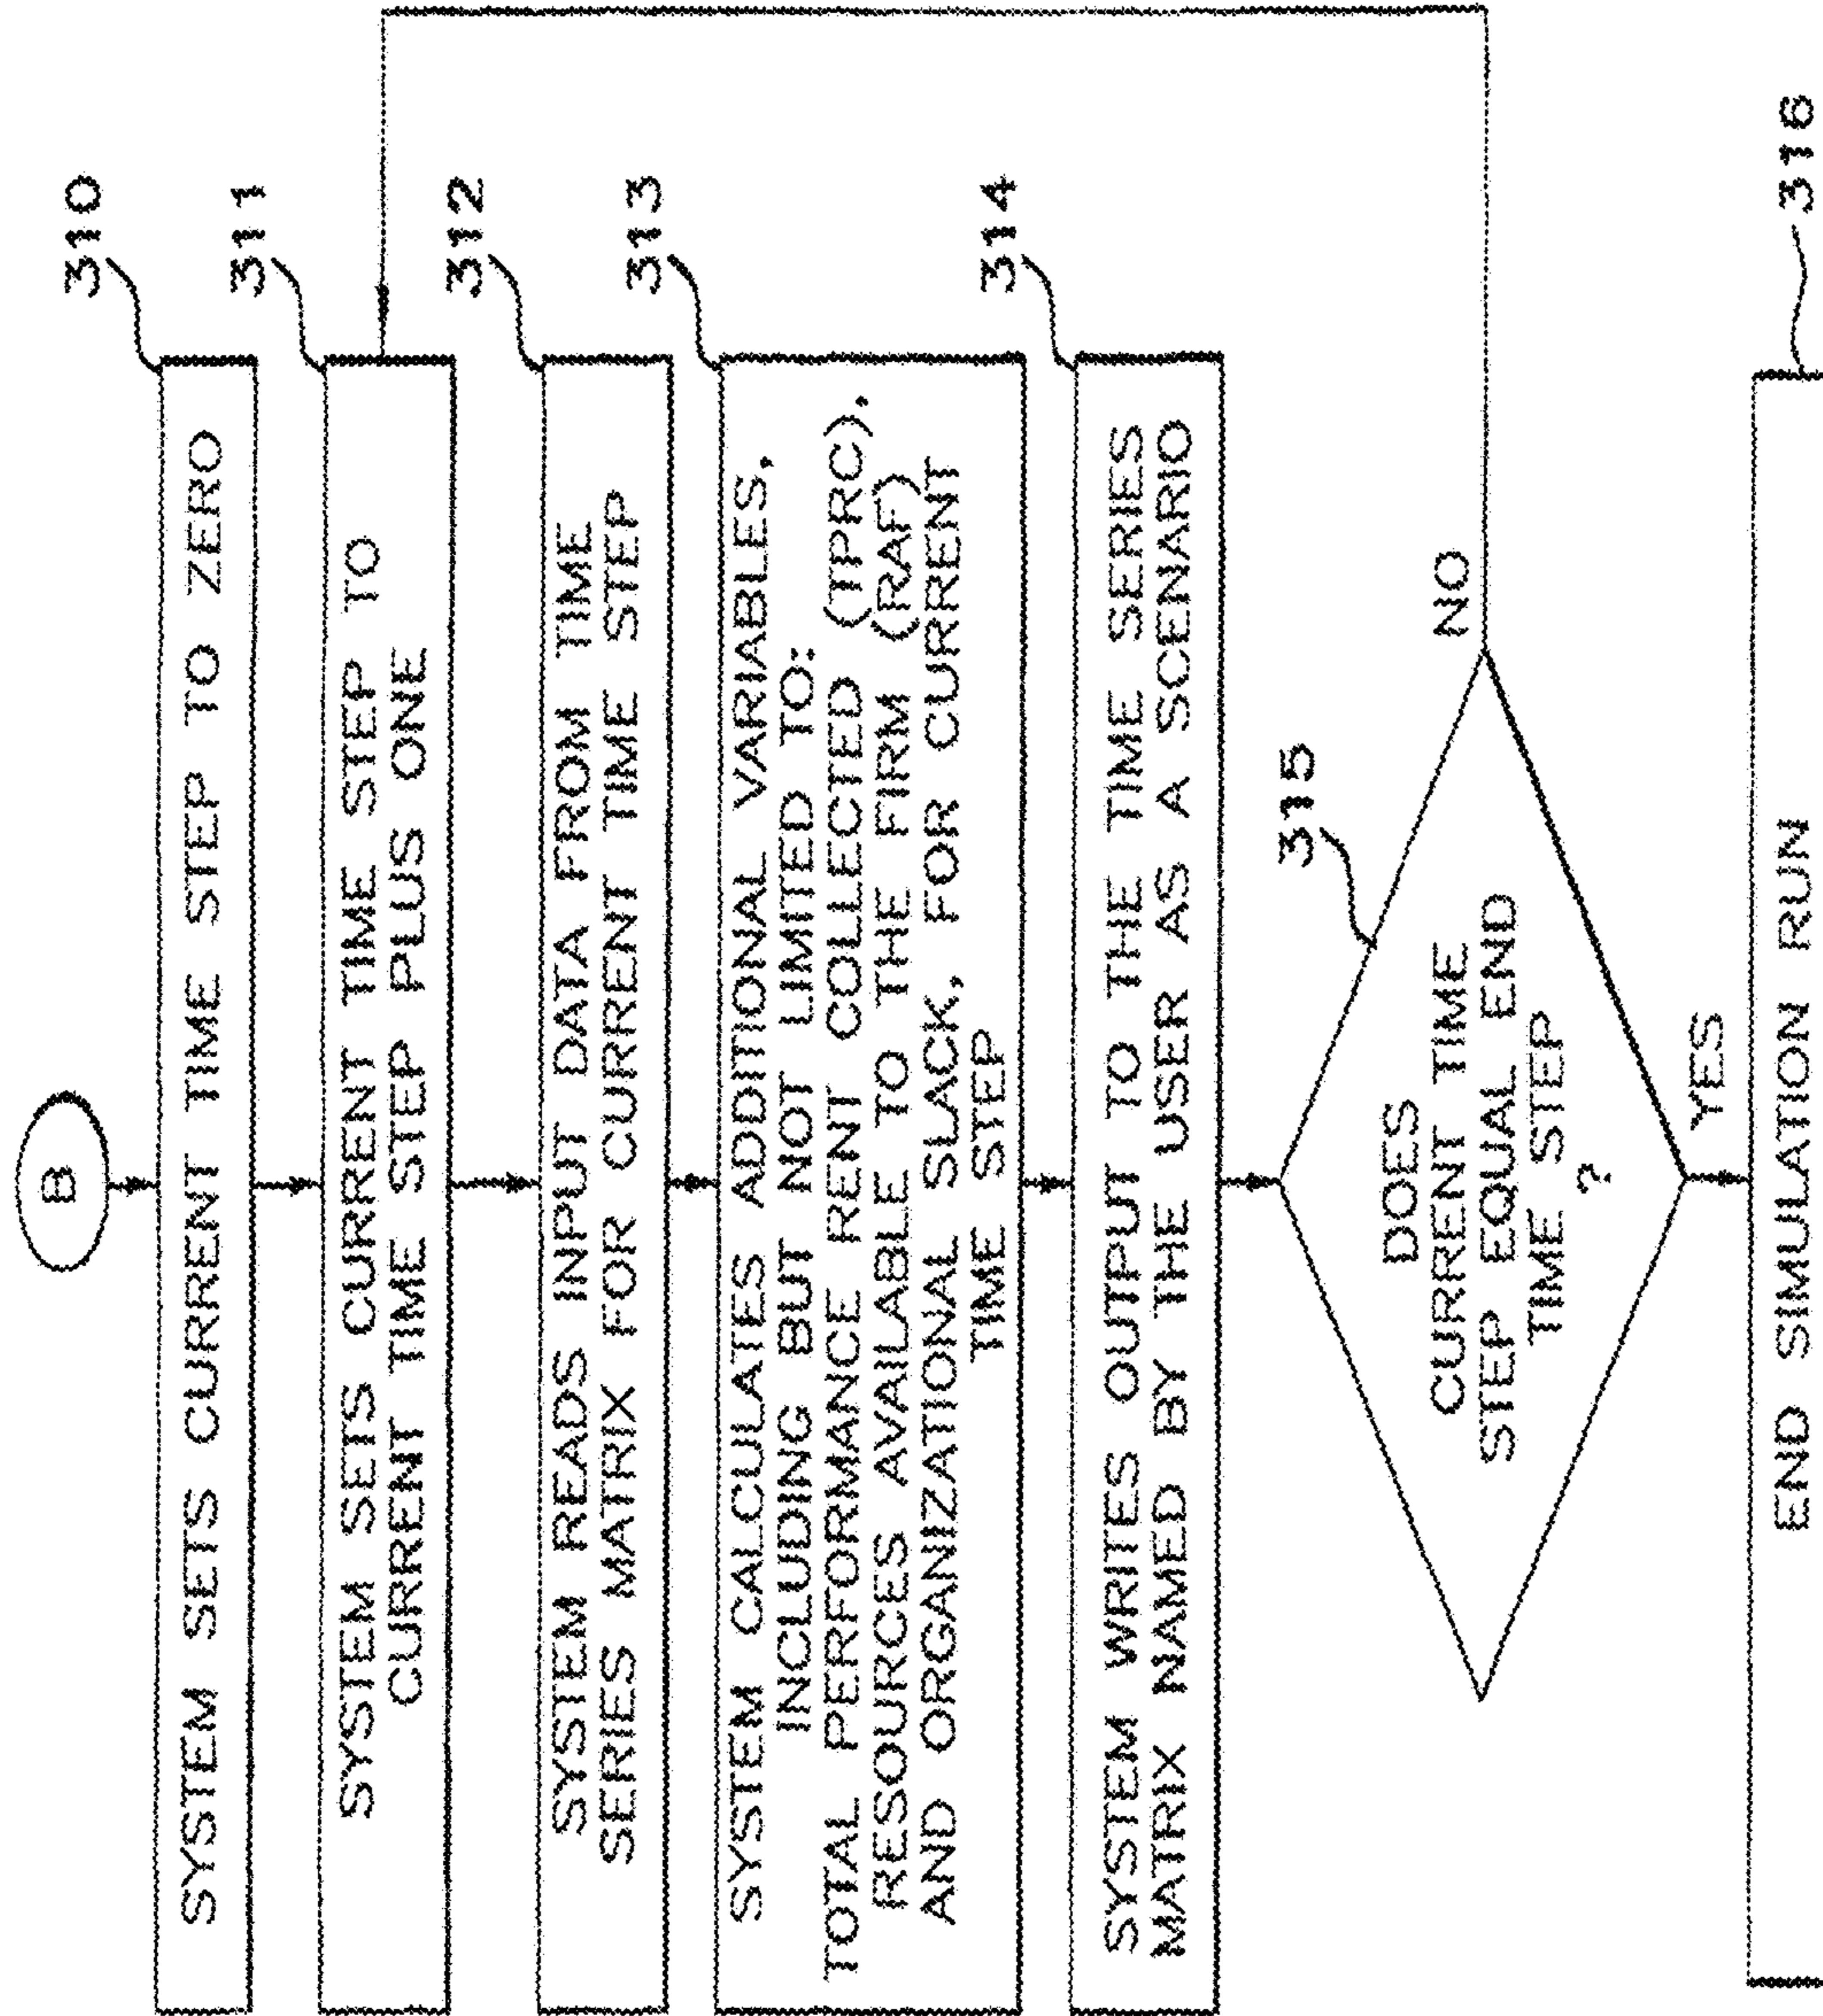 B
310
SYSTEM SETS CURRENT TIME STEP TO ZERO
311
SYSTEM SETS CURRENT TIME STEP TO
CURRENT TIME STEP PLUS ONE
312
SYSTEM READS INPUT DATA FROM TIME
SERIES MATRIX FOR CURRENT TIME STEP
313
SYSTEM CALCULATES ADDITIONAL VARIABLES,
INCLUDING BUT NOT LIMITED TO:
TOTAL PERFORMANCE RENT COLLECTED (TPRC),
RESOURCES AVAILABLE TO THE FIRM (RAF)
AND ORGANIZATIONAL SLACK, FOR CURRENT
TIME STEP
314
SYSTEM WRITES OUTPUT TO THE TIME SERIES
MATRIX NAMED BY THE USER AS A SCENARIO
315
DOES
CURRENT TIME
STEP EQUAL END
TIME STEP
?
NO
YES
316
END SIMULATION RUN